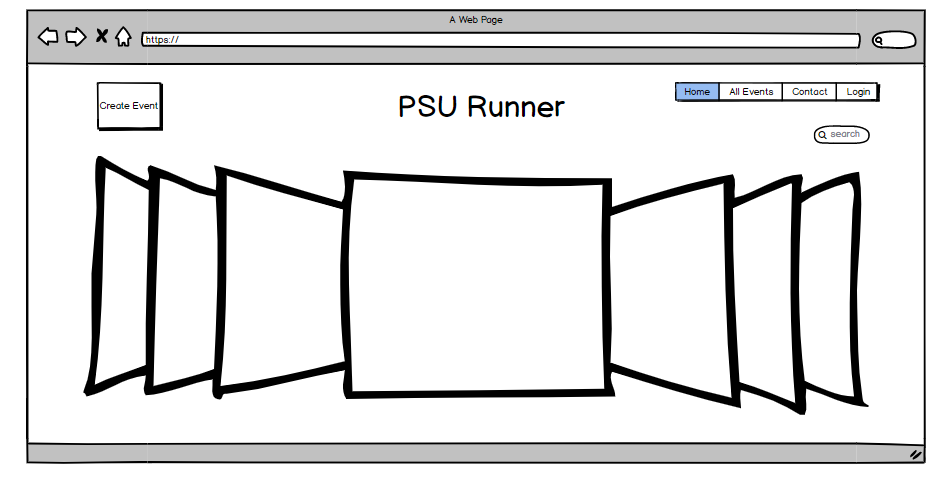 A Web Page
https://
Create Event
PSU Runner
Home
All Events
Contact
Login
search